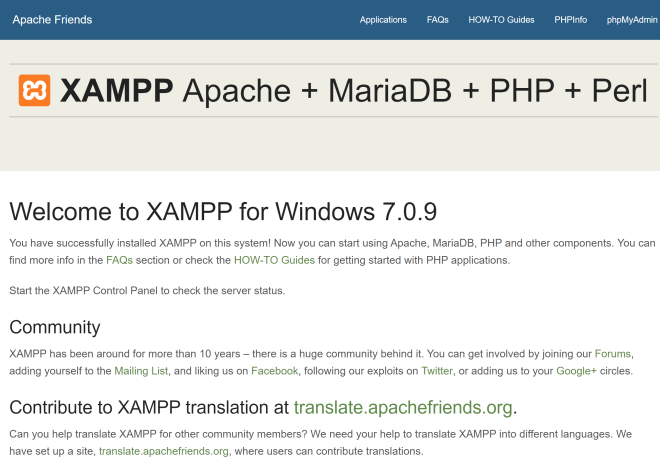 Apache Friends Applications FAQs HOW-TO Guides PHPInfo phpMyAdmin
XAMPP Apache + MariaDB + PHP + Perl
Welcome to XAMPP for Windows 7.0.9
You have successfully installed XAMPP on this system! Now you can start using Apache, MariaDB, PHP and other components. You can
find more info in the FAQs section or check the HOW-TO Guides for getting started with PHP applications.
Start the XAMPP Control Panel to check the server status.
Community
XAMPP has been around for more than 10 years – there is a huge community behind it. You can get involved by joining our Forums,
adding yourself to the Mailing List, and liking us on Facebook, following our exploits on Twitter, or adding us to your Google+ circles.
Contribute to XAMPP translation at translate.apachefriends.org.
Can you help translate XAMPP for other community members? We need your help to translate XAMPP into different languages. We
have set up a site, translate.apachefriends.org, where users can contribute translations.